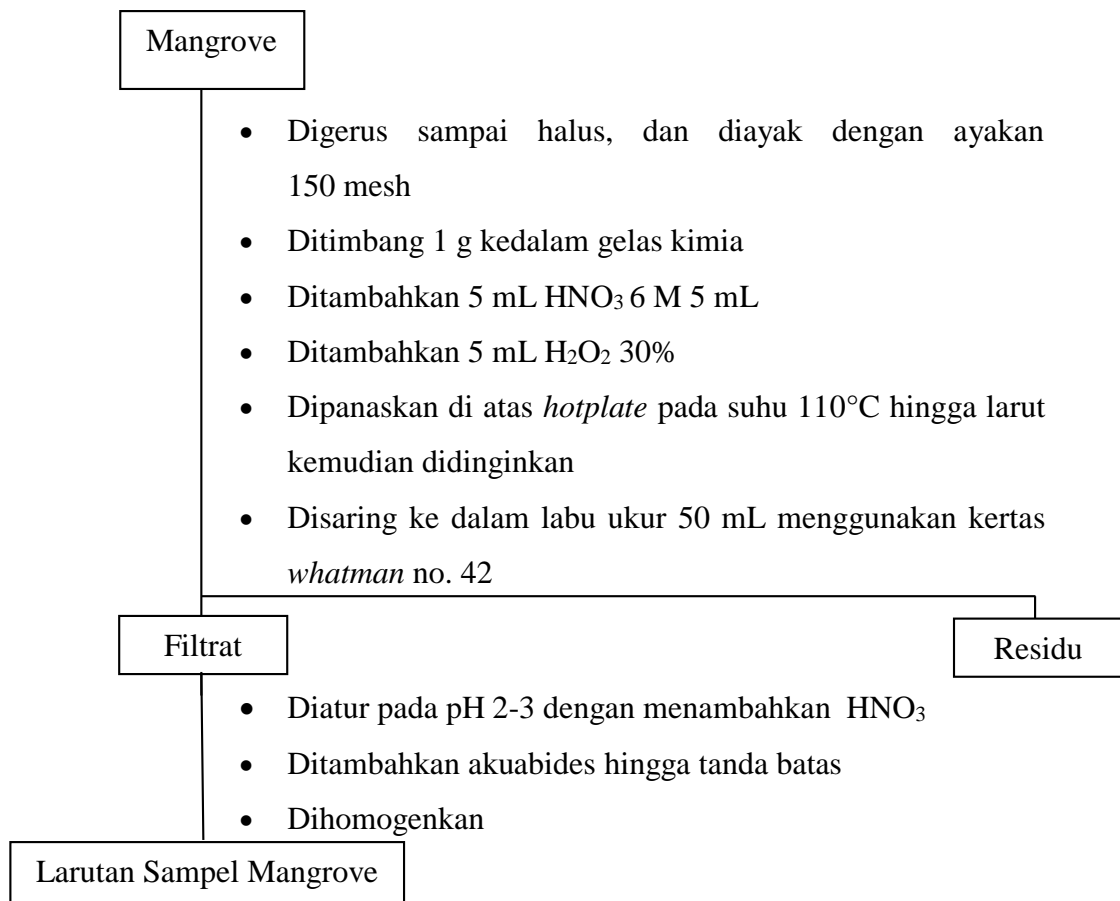 Mangrove
• Digerus sampai halus, dan diayak dengan ayakan
150 mesh
• Ditimbang 1 g kedalam gelas kimia
• Ditambahkan 5 mL HNO₃ 6 M 5 mL
• Ditambahkan 5 mL H₂O₂ 30%
• Dipanaskan di atas hotplate pada suhu 110°C hingga larut
kemudian didinginkan
• Disaring ke dalam labu ukur 50 mL menggunakan kertas
whatman no. 42
Filtrat
Residu
• Diatur pada pH 2-3 dengan menambahkan HNO₃
• Ditambahkan akuabides hingga tanda batas
• Dihomogenkan
Larutan Sampel Mangrove